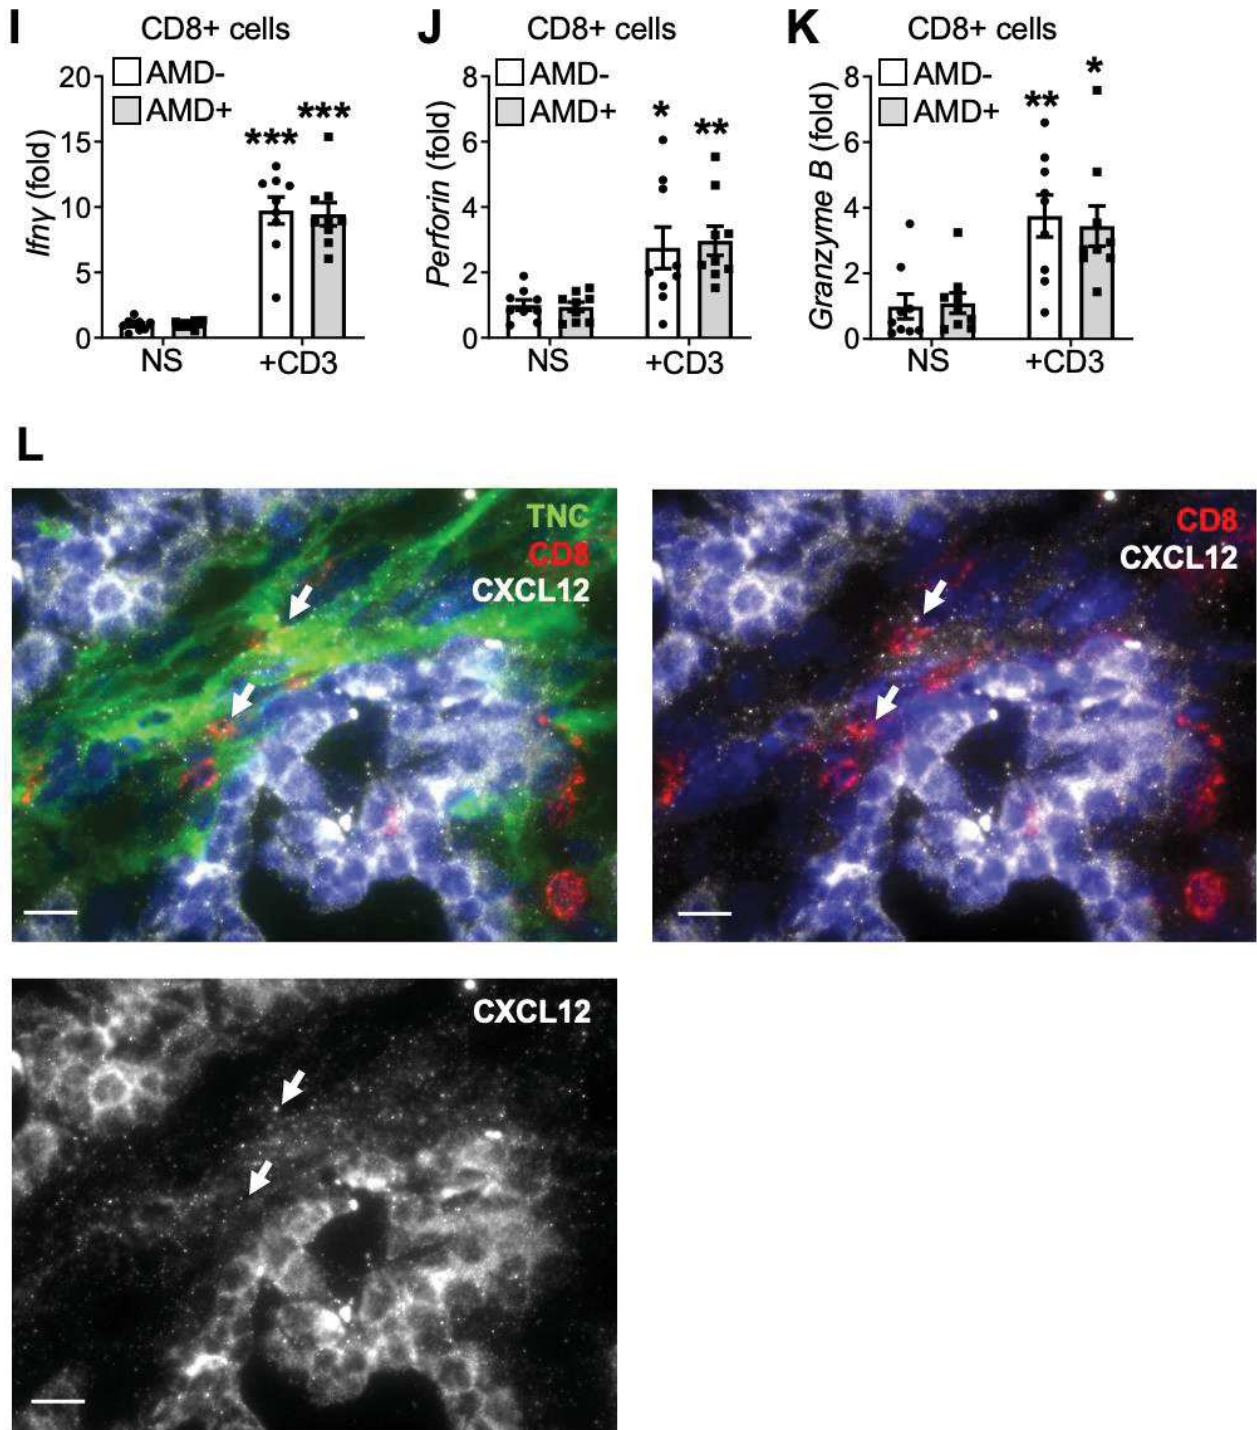 I
CD8+ cells
AMD-
AMD+
Ifnγ (fold)
20
15
10
5
0
***
***
NS
+CD3
J
CD8+ cells
AMD-
AMD+
Perforin (fold)
8
6
4
2
0
*
**
NS
+CD3
K
CD8+ cells
AMD-
AMD+
Granzyme B (fold)
8
6
4
2
0
**
*
NS
+CD3
L
TNC
CD8
CXCL12
CD8
CXCL12
CXCL12